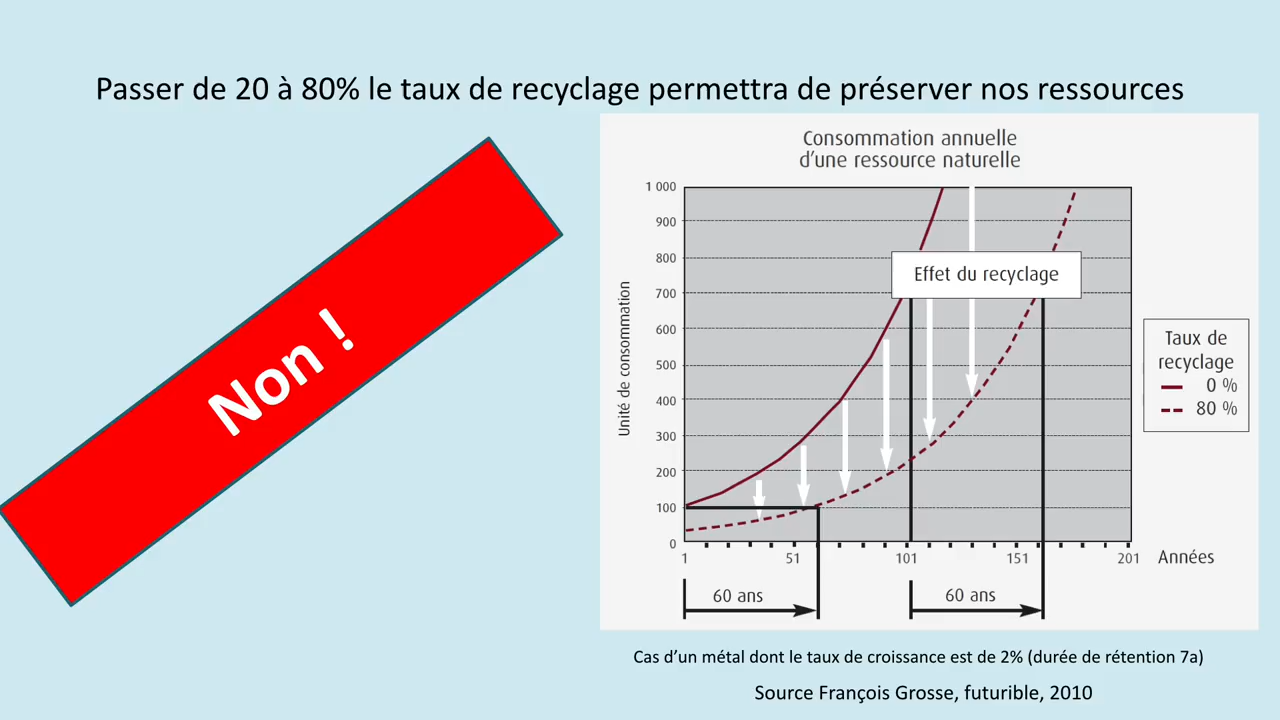 Passer de 20 à 80% le taux de recyclage permettra de préserver nos ressources
Non !
Consommation annuelle
d'une ressource naturelle
Unité de consommation
1 000
900
800
700
600
500
400
300
200
100
0
Effet du recyclage
1
51
101
151
201
Années
60 ans
60 ans
Taux de
recyclage
0 %
80 %
Cas d'un métal dont le taux de croissance est de 2% (durée de rétention 7a)
Source François Grosse, futurible, 2010